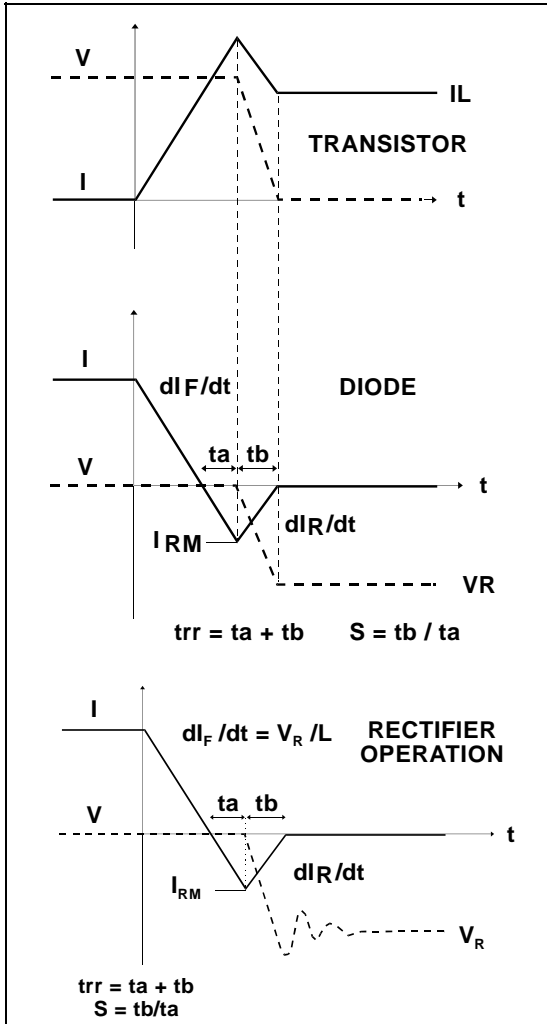 V
IL
TRANSISTOR
I
t
I
dIF/dt
DIODE
ta tb
V
t
IRM
dIR/dt
VR
trr = ta + tb S = tb / ta
I
dIF/dt = VR/L
RECTIFIER
OPERATION
ta tb
V
t
IRM
dIR/dt
VR
trr = ta + tb
S = tb/ta